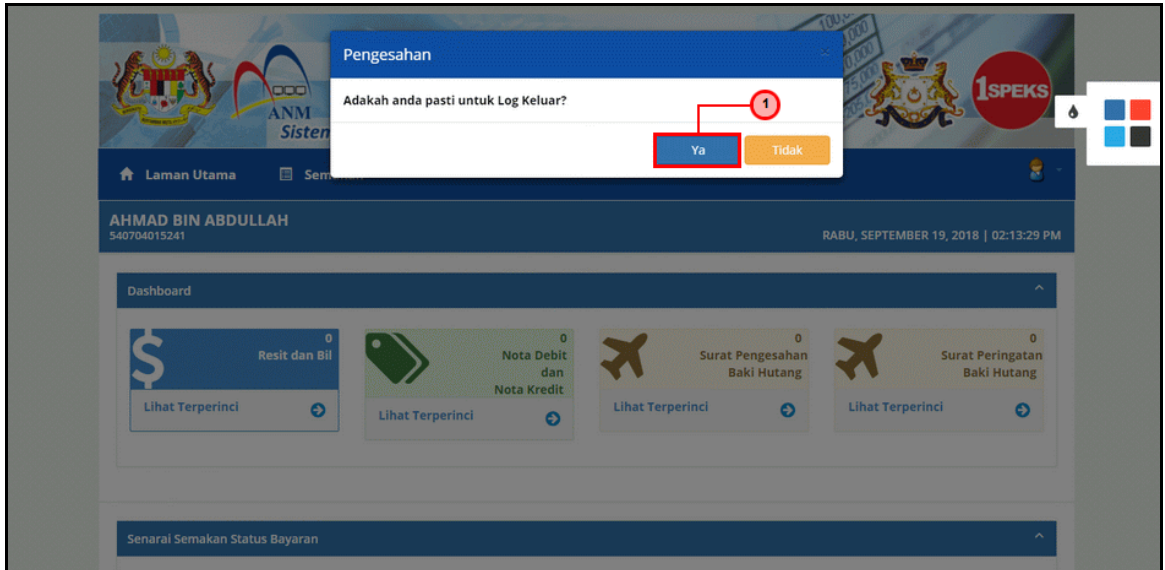 Pengesahan
×
Adakah anda pasti untuk Log Keluar?
1
Ya
Tidak
ANM
Sisten
1SPEKS
Laman Utama
Sem
AHMAD BIN ABDULLAH
540704015241
RABU, SEPTEMBER 19, 2018 | 02:13:29 PM
Dashboard
0
Resit dan Bil
Lihat Terperinci
0
Nota Debit
dan
Nota Kredit
Lihat Terperinci
0
Surat Pengesahan
Baki Hutang
Lihat Terperinci
0
Surat Peringatan
Baki Hutang
Lihat Terperinci
Senarai Semakan Status Bayaran